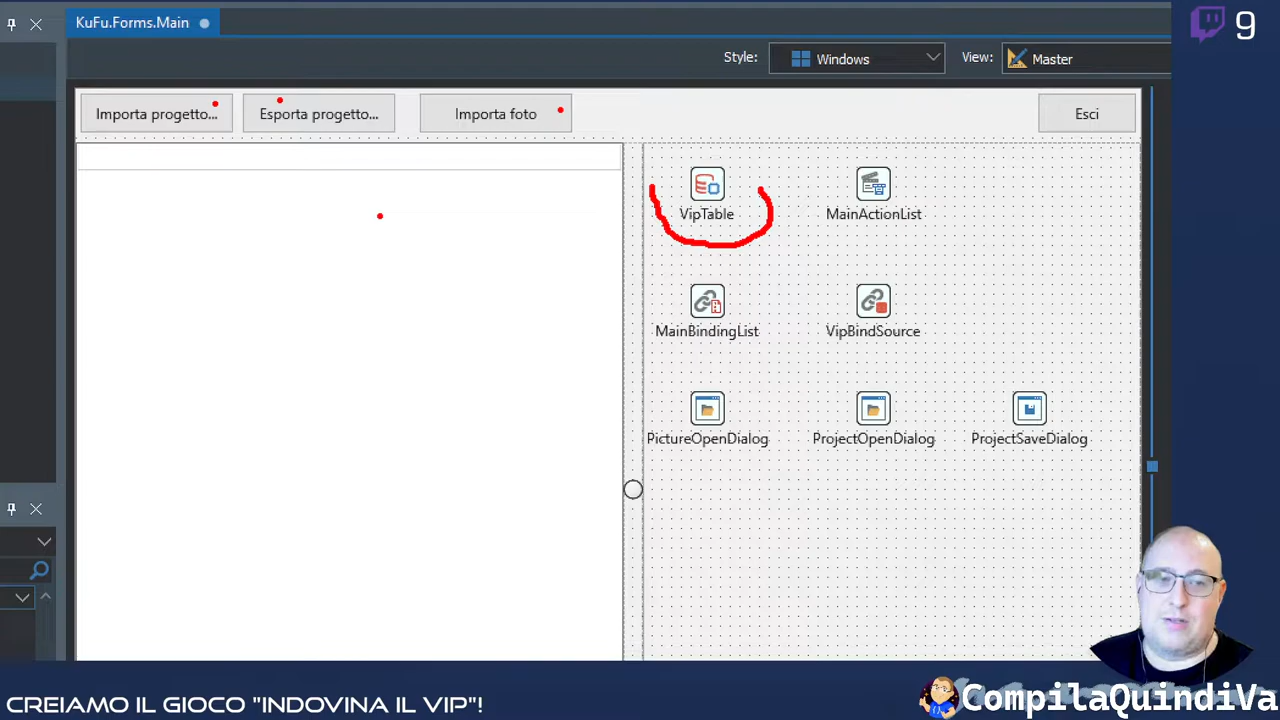 KuFu.Forms.Main
9
Style: Windows View: Master
Importa progetto... Esporta progetto... Importa foto Esci
VipTable MainActionList
MainBindingList VipBindSource
PictureOpenDialog ProjectOpenDialog ProjectSaveDialog
CREIAMO IL GIOCO "INDOVINA IL VIP"!
CompilaQuindiVa